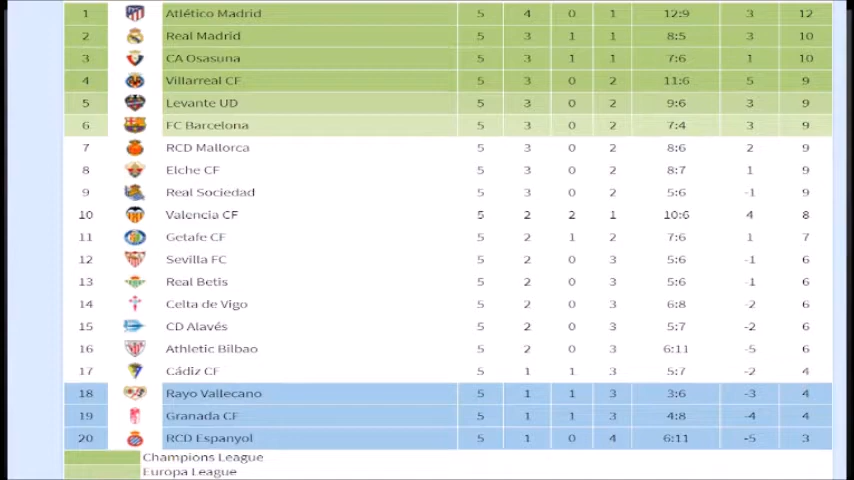 1 Atlético Madrid 5 4 0 1 12:9 3 12
2 Real Madrid 5 3 1 1 8:5 3 10
3 CA Osasuna 5 3 1 1 7:6 1 10
4 Villarreal CF 5 3 0 2 11:6 5 9
5 Levante UD 5 3 0 2 9:6 3 9
6 FC Barcelona 5 3 0 2 7:4 3 9
7 RCD Mallorca 5 3 0 2 8:6 2 9
8 Elche CF 5 3 0 2 8:7 1 9
9 Real Sociedad 5 3 0 2 5:6 -1 9
10 Valencia CF 5 2 2 1 10:6 4 8
11 Getafe CF 5 2 1 2 7:6 1 7
12 Sevilla FC 5 2 0 3 5:6 -1 6
13 Real Betis 5 2 0 3 5:6 -1 6
14 Celta de Vigo 5 2 0 3 6:8 -2 6
15 CD Alavés 5 2 0 3 5:7 -2 6
16 Athletic Bilbao 5 2 0 3 6:11 -5 6
17 Cádiz CF 5 1 1 3 5:7 -2 4
18 Rayo Vallecano 5 1 1 3 3:6 -3 4
19 Granada CF 5 1 1 3 4:8 -4 4
20 RCD Espanyol 5 1 0 4 6:11 -5 3
Champions League
Europa League